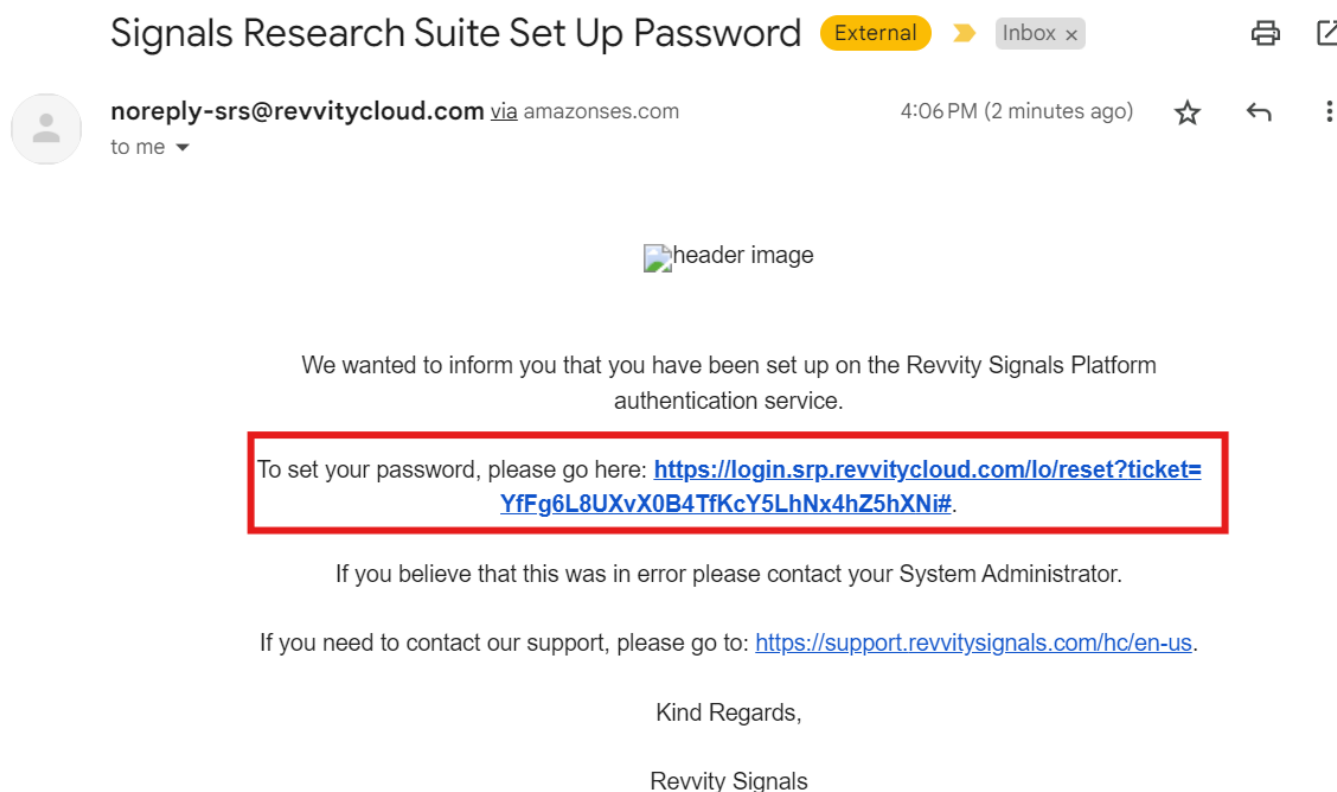 Signals Research Suite Set Up Password External Inbox x
noreply-srs@revvitycloud.com via amazonses.com 4:06 PM (2 minutes ago)
to me
header image
We wanted to inform you that you have been set up on the Revvity Signals Platform
authentication service.
To set your password, please go here: https://login.srp.revvitycloud.com/lo/reset?ticket=
YfFg6L8UXvX0B4TfKcY5LhNx4hZ5hXNi#.
If you believe that this was in error please contact your System Administrator.
If you need to contact our support, please go to: https://support.revvitysignals.com/hc/en-us.
Kind Regards,
Revvity Signals